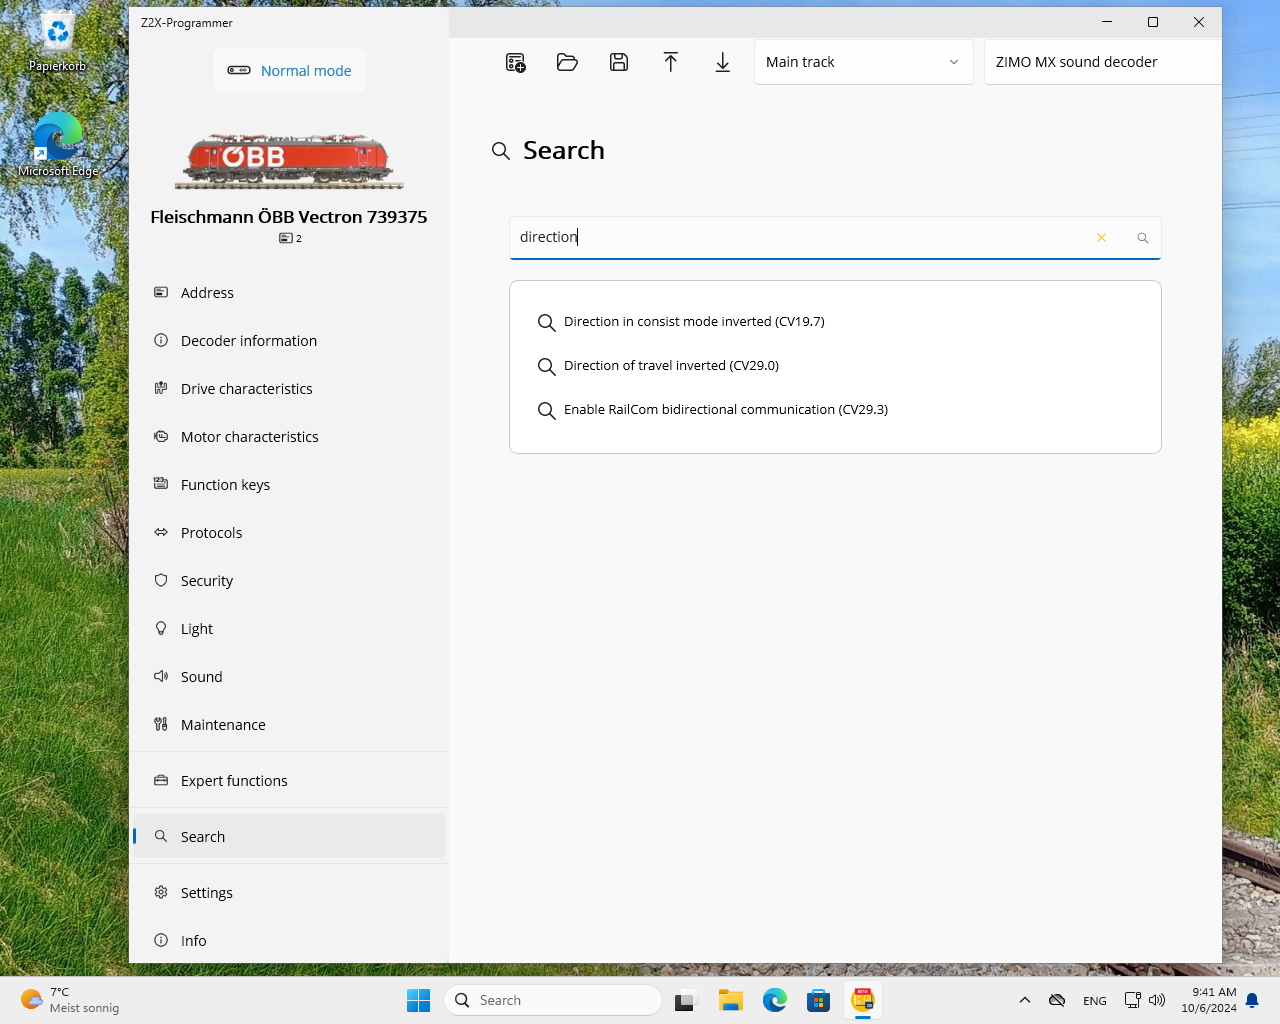 Papierkorb
Microsoft Edge
Z2X-Programmer
Normal mode
ÖBB
Fleischmann ÖBB Vectron 739375
2
Address
Decoder information
Drive characteristics
Motor characteristics
Function keys
Protocols
Security
Light
Sound
Maintenance
Expert functions
Search
Settings
Info
Main track
ZIMO MX sound decoder
Search
direction
Direction in consist mode inverted (CV19.7)
Direction of travel inverted (CV29.0)
Enable RailCom bidirectional communication (CV29.3)
7°C
Meist sonnig
Search
BETA
ENG
9:41 AM
10/6/2024